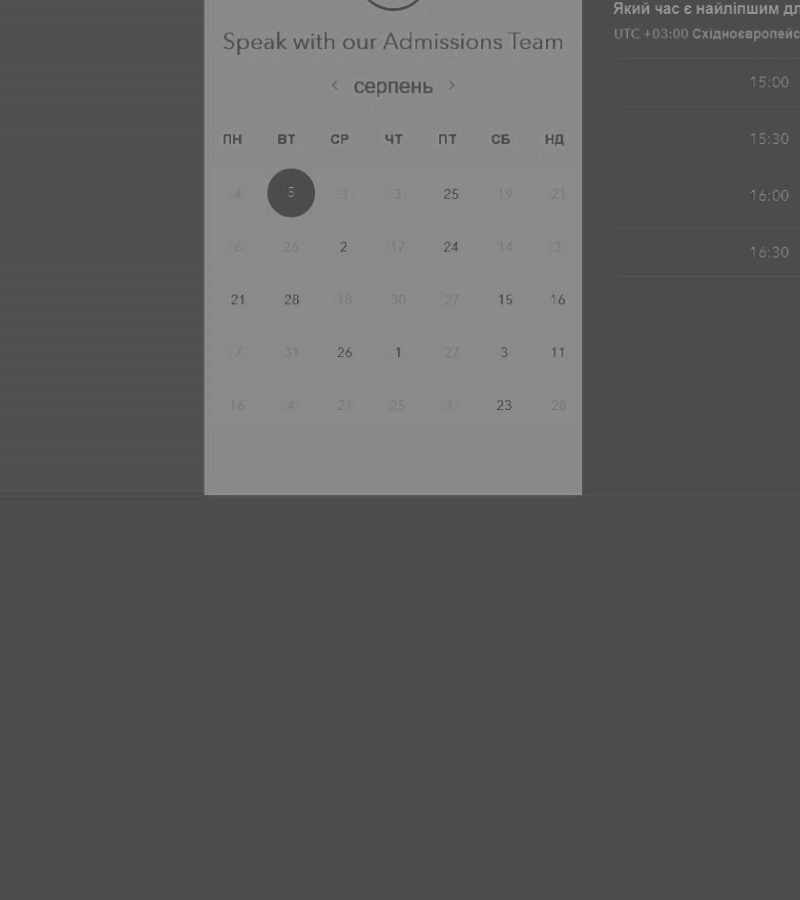 Speak with our Admissions Team
< серпень >
ПН ВТ СР ЧТ ПТ СБ НД
4 5 3 3 25 19 21
6 26 2 17 24 14 3
21 28 18 30 27 15 16
7 31 26 1 27 3 11
16 4 21 25 1 23 28
Який час є найліпшим дл
UTC +03:00 Східноєвропейс
15:00
15:30
16:00
16:30